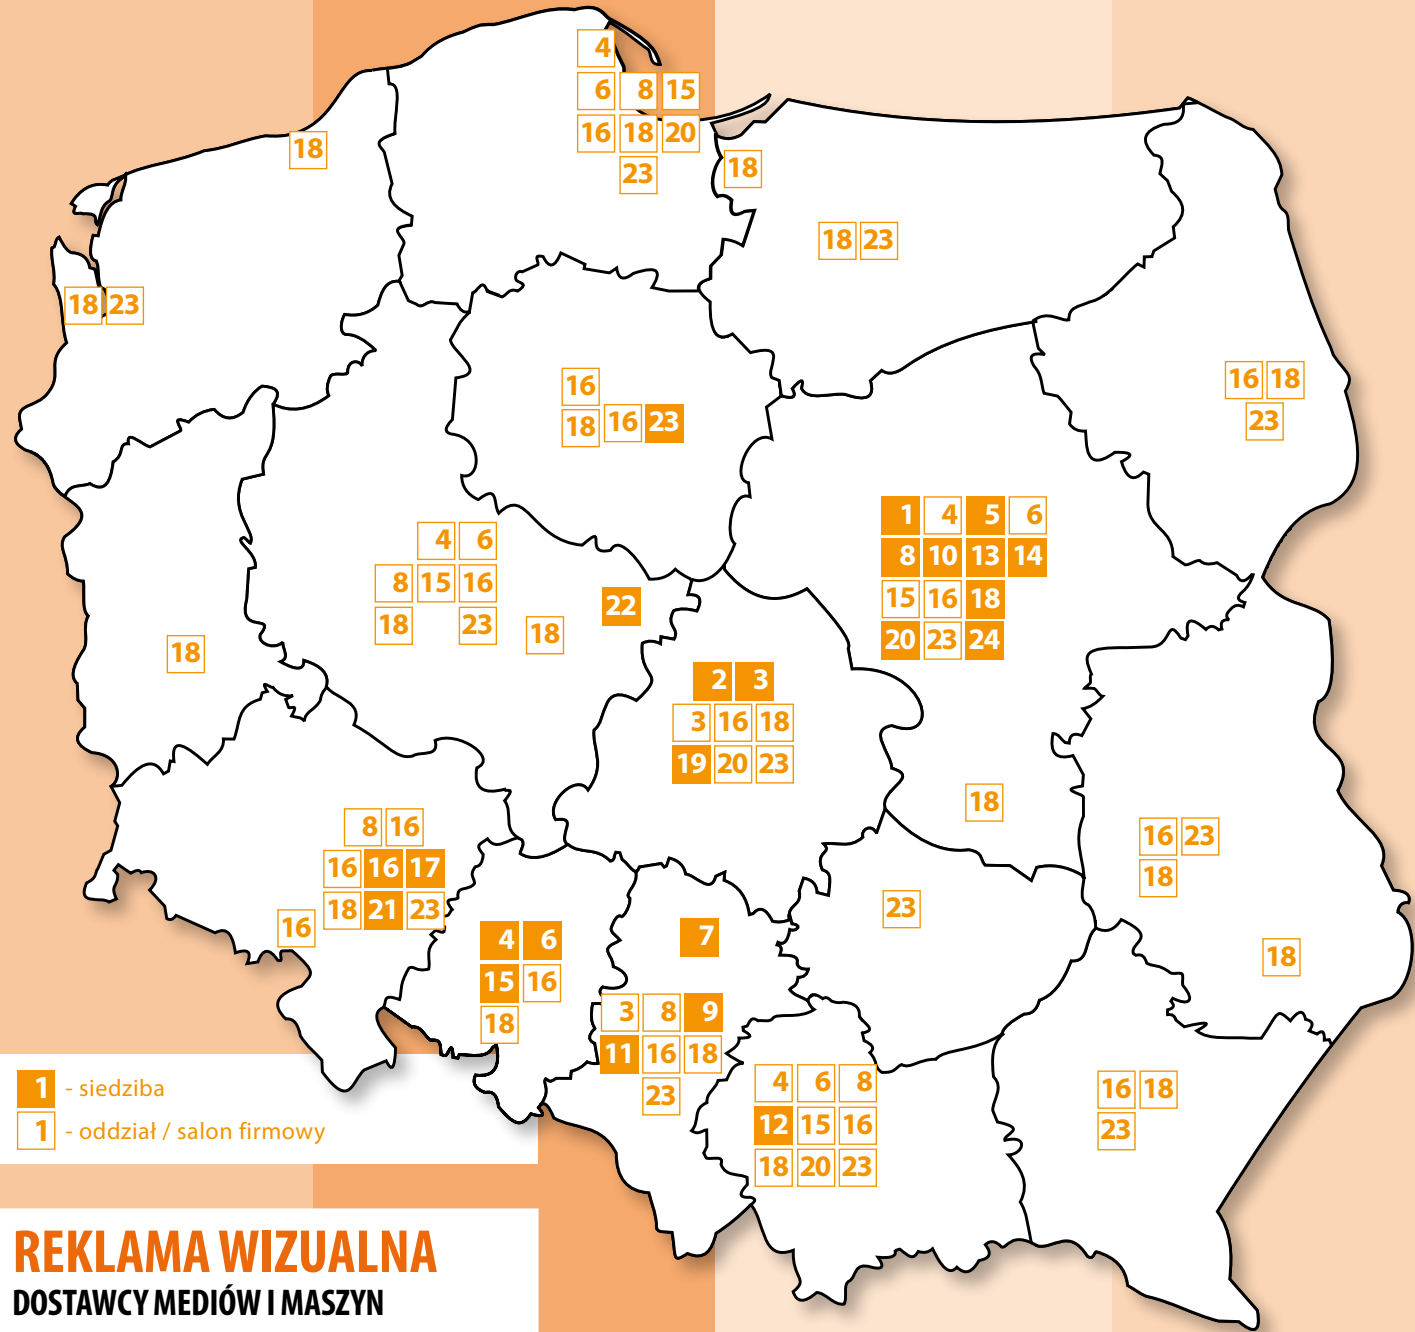 4
6 8 15
18
16 18 20
18
23
18 23
18 23
16
16 18
18 16 23
23
1 4 5 6
4 6
8 10 13 14
8 15 16
15 16 18
22
18 23
18
20 23 24
18
2 3
3 16 18
19 20 23
18
8 16
16 23
16 16 17
18
18 21 23
23
16
7
4 6
18
15 16
3 8 9
18
11 16 18
4 6 8
16 18
23
12 15 16
23
18 20 23
1 - siedziba
1 - oddział / salon firmowy
REKLAMA WIZUALNA
DOSTAWCY MEDIÓW I MASZYN